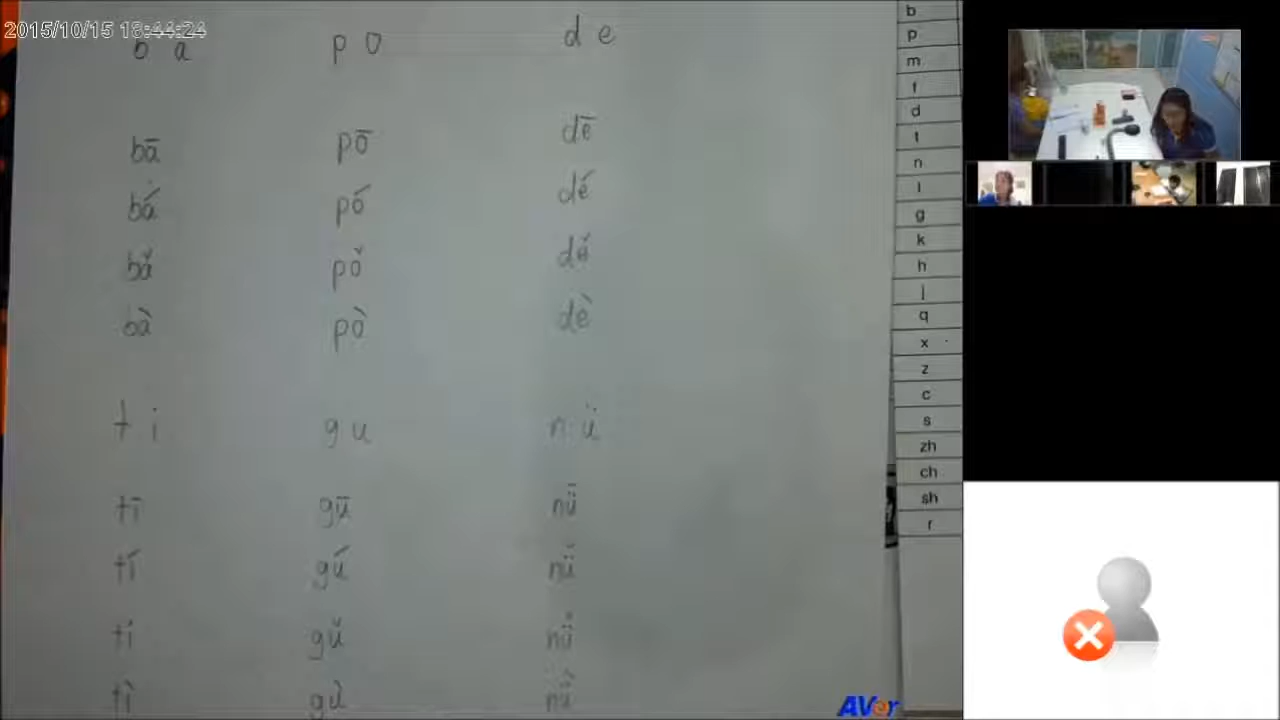 2015/10/15 18:44:24
b a p o de
bā pō dē
bá pó dé
bǎ pǒ dě
bà pò dè
t i g u n ü
tī gū nǖ
tí gú nǘ
tǐ gǔ nǚ
tì gù nǜ
b
p
m
f
d
t
n
l
g
k
h
j
q
x
z
c
s
zh
ch
sh
r
AVer